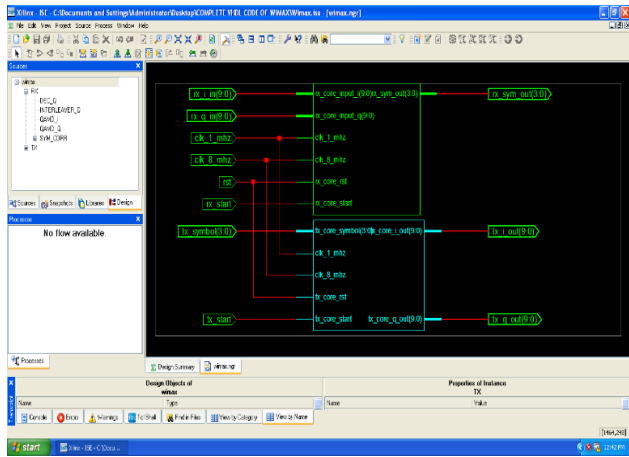 Xilinx - ISE - C:\Documents and Settings\Administrator\Desktop\COMPLETE VHDL CODE OF WiMAX\Wimax.ise - [wimax.ngr]
File Edit View Project Source Process Window Help
Sources
wimax
RX
DEC_Q
INTERLEAVER_Q
QAMD_I
QAMD_Q
SYM_CORR
TX
Sources Snapshots Libraries Design
Processes
No flow available.
Processes
rx_i_in(9:0)
rx_q_in(9:0)
clk_1_mhz
clk_8_mhz
rst
rx_start
rx_core_input_i(9:0) rx_sym_out(3:0)
rx_core_input_q(9:0)
clk_1_mhz
clk_8_mhz
rx_core_rst
rx_core_start
rx_sym_out(3:0)
tx_symbol(3:0)
tx_start
tx_core_symbol(3:0) tx_core_i_out(9:0)
clk_1_mhz
clk_8_mhz
tx_core_rst
tx_core_start tx_core_q_out(9:0)
tx_i_out(9:0)
tx_q_out(9:0)
Design Summary wimax.ngr
Design Objects of
wimax
Properties of Instance
TX
Name Type Name Value
Console Errors Warnings Tcl Shell Find in Files View by Category View by Name
[1464,248]
start Xilinx - ISE - C:\Docu... 12:42 PM